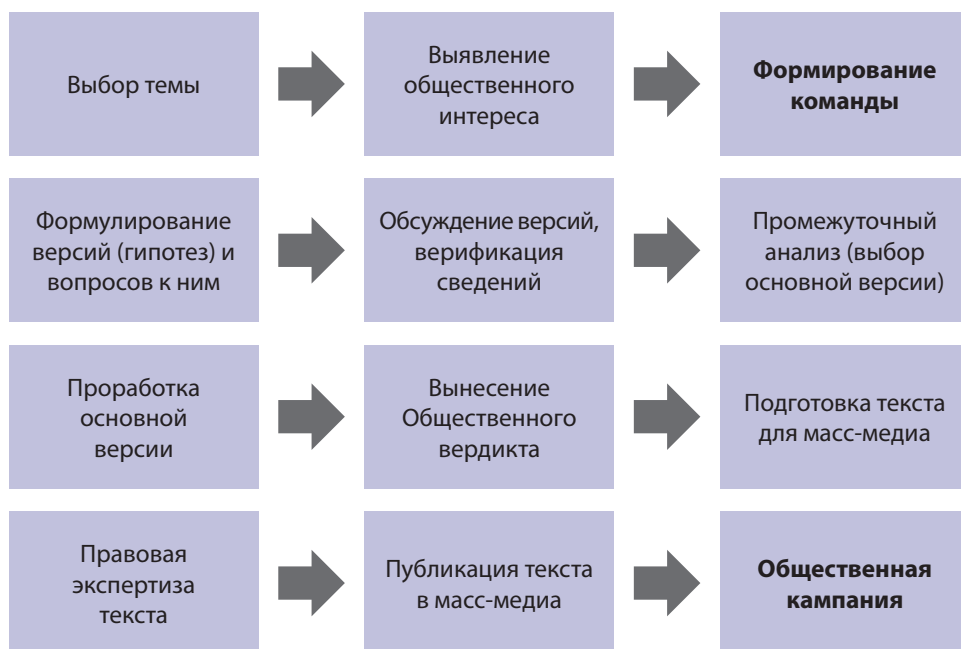 Выбор темы
Выявление
общественного
интереса
Формирование
команды
Формулирование
версий (гипотез) и
вопросов к ним
Обсуждение версий,
верификация
сведений
Промежуточный
анализ (выбор
основной версии)
Проработка
основной
версии
Вынесение
Общественного
вердикта
Подготовка текста
для масс-медиа
Правовая
экспертиза
текста
Публикация текста
в масс-медиа
Общественная
кампания